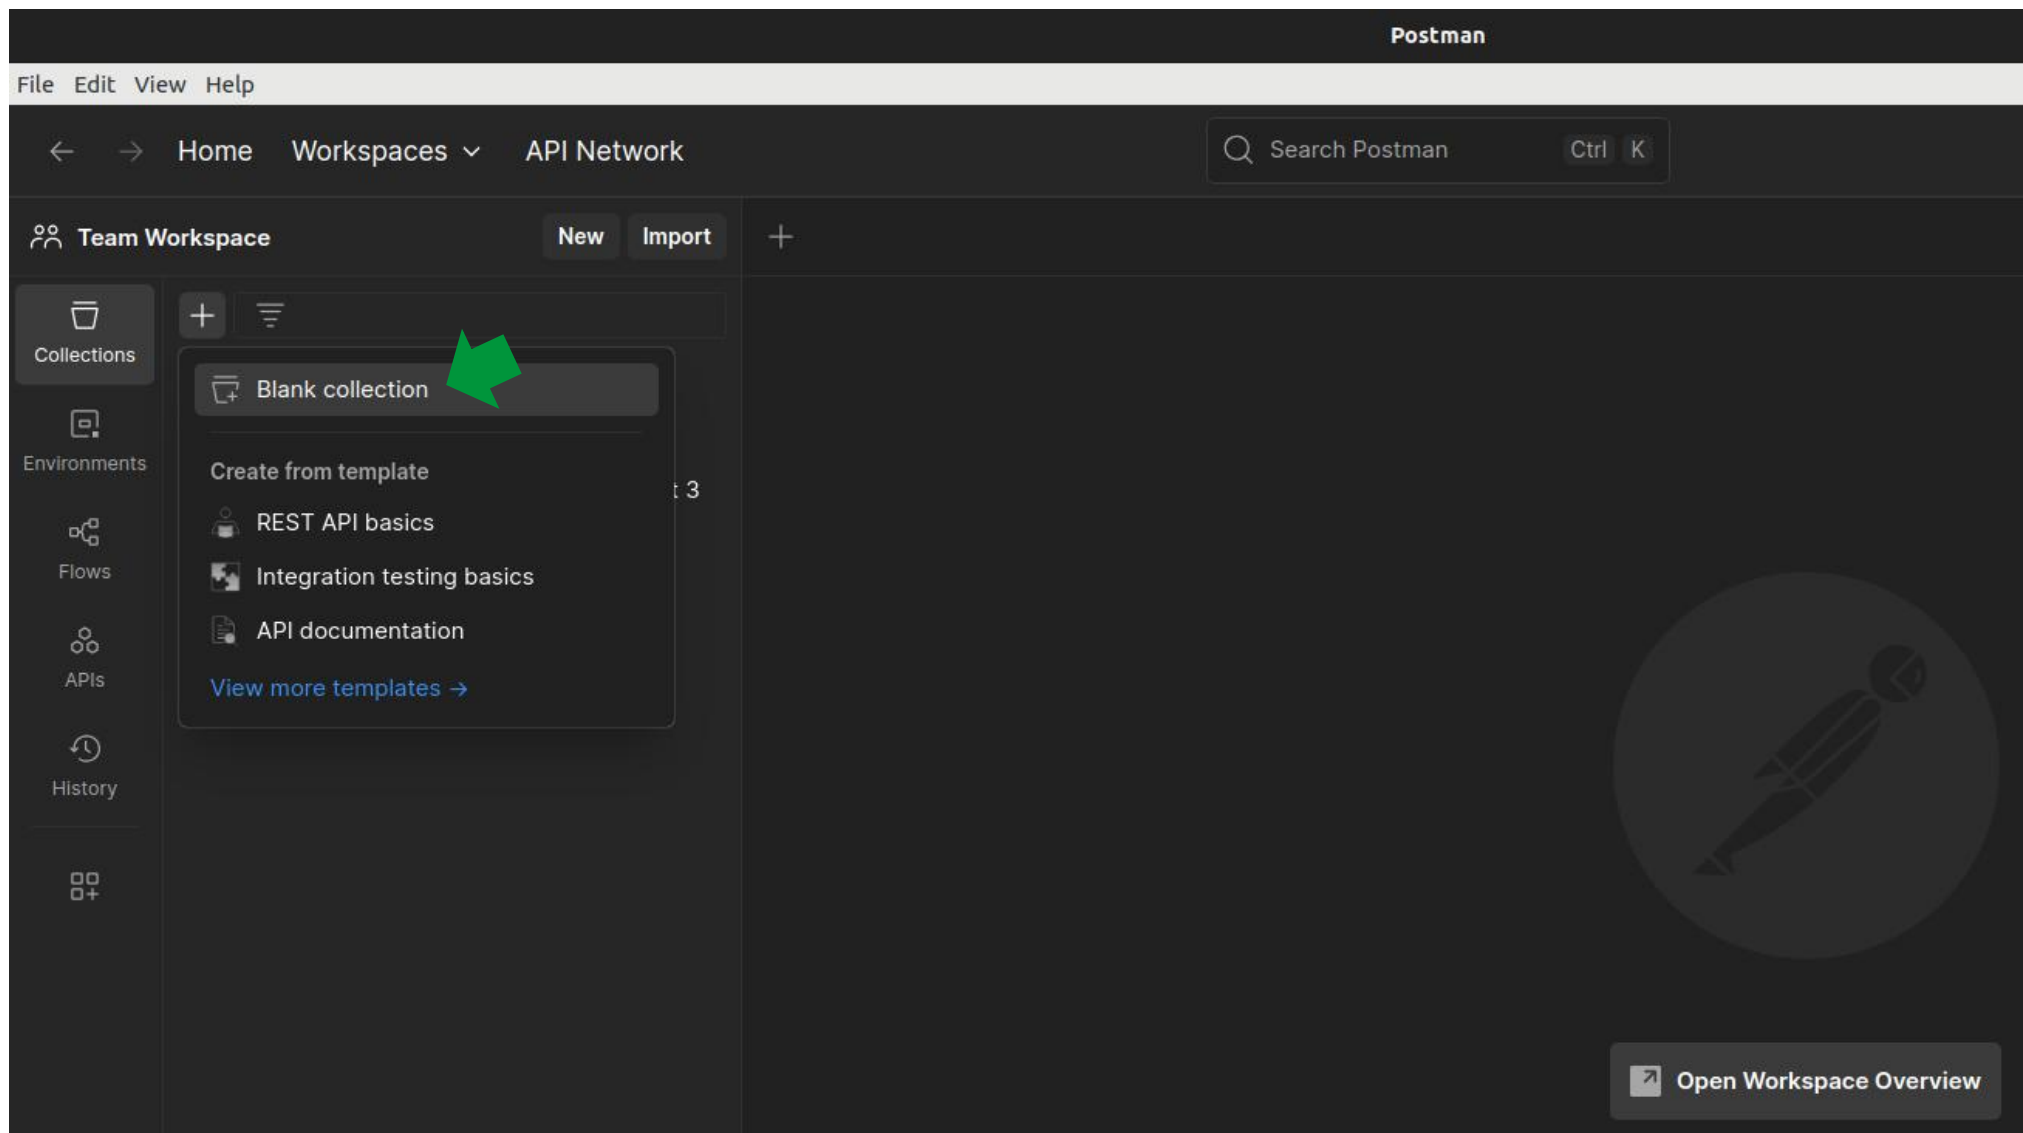 Postman
File Edit View Help
Home Workspaces API Network
Search Postman Ctrl K
Team Workspace New Import
Collections
Blank collection
Environments
Create from template
3
REST API basics
Flows
Integration testing basics
API documentation
APIs
View more templates →
History
Open Workspace Overview